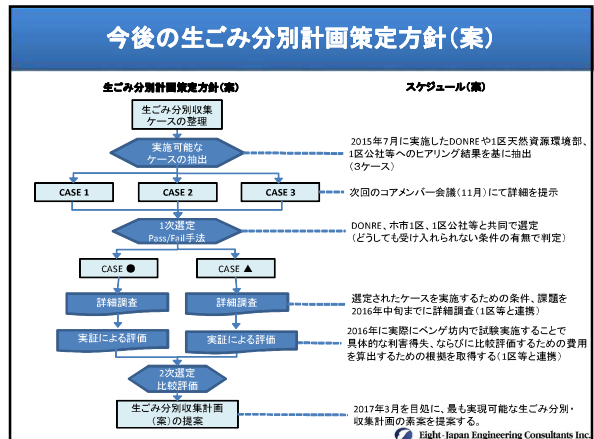 今後の生ごみ分別計画策定方針(案)
生ごみ分別計画策定方針(案)
スケジュール(案)
生ごみ分別収集
ケースの整理
実施可能な
ケースの抽出
2015年7月に実施したDONREや1区天然資源環境部、
1区公社等へのヒアリング結果を基に抽出
(3ケース)
CASE 1
CASE 2
CASE 3
次回のコアメンバー会議(11月)にて詳細を提示
1次選定
Pass/Fail手法
DONRE、ホ市1区、1区公社等と共同で選定
(どうしても受け入れられない条件の有無で判定)
CASE ●
CASE ▲
詳細調査
詳細調査
選定されたケースを実施するための条件、課題を
2016年中旬までに詳細調査(1区等と連携)
実証による評価
実証による評価
2016年に実際にベンゲ坊内で試験実施することで
具体的な利害得失、ならびに比較評価するための費用
を算出するための根拠を取得する(1区等と連携)
2次選定
比較評価
生ごみ分別収集計画
(案)の提案
2017年3月を目処に、最も実現可能な生ごみ分別・
収集計画の素案を提案する。
Eight-Japan Engineering Consultants Inc.